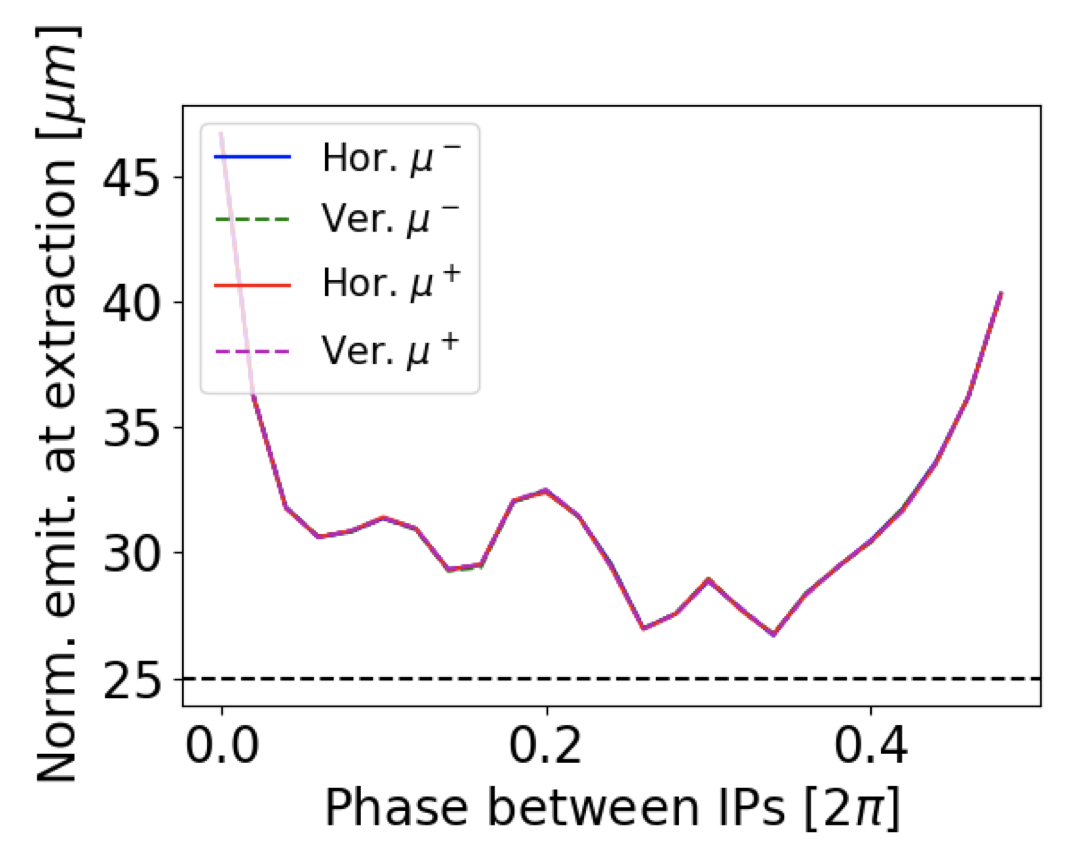 Norm. emit. at extraction [μm]
45
40
35
30
25
Hor. μ⁻
Ver. μ⁻
Hor. μ⁺
Ver. μ⁺
0.0 0.2 0.4
Phase between IPs [2π]